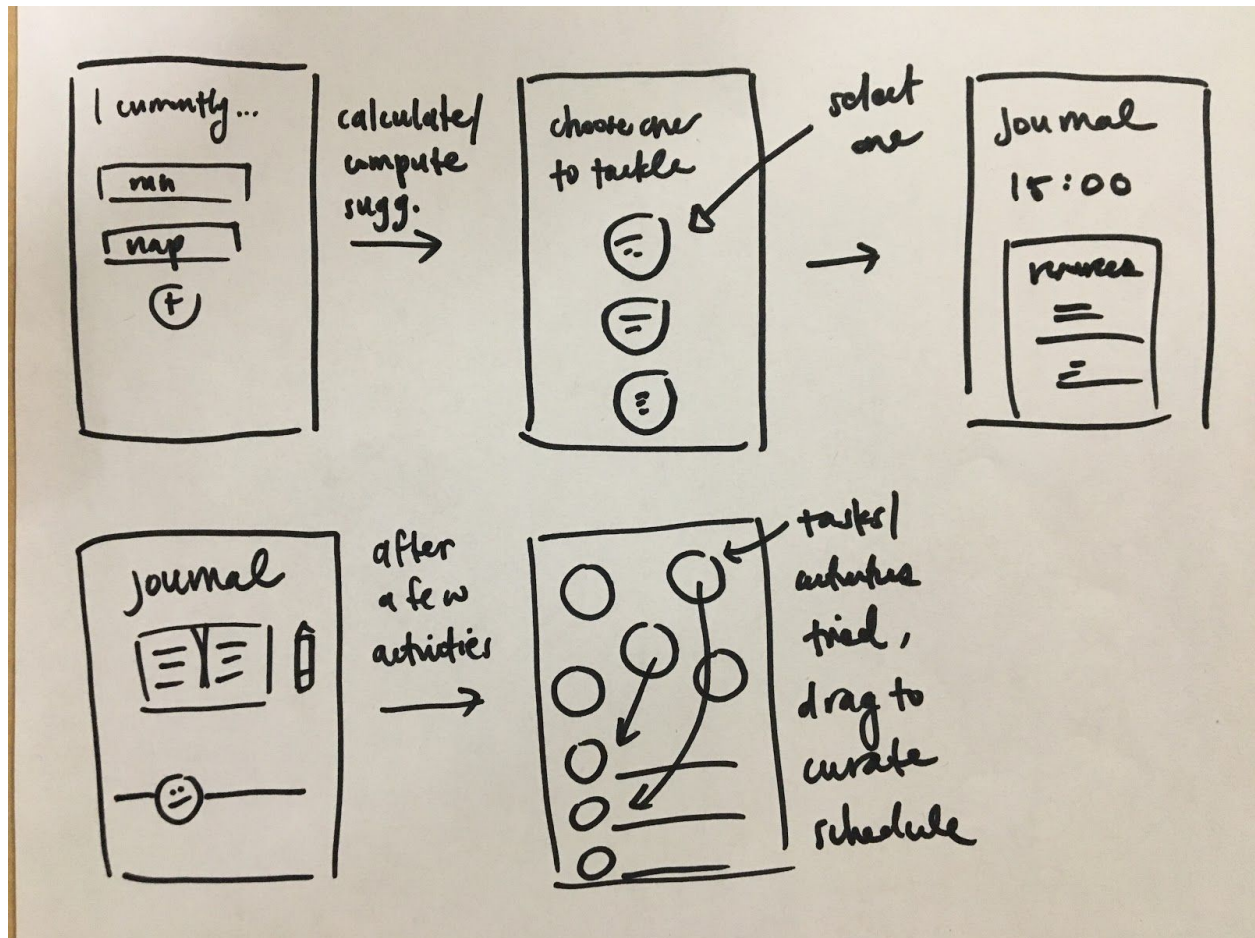 I currently...
run
nap
+
calculate/
compute
sugg.
choose one
to tackle
select
one
Journal
15:00
resources
journal
after
a few
activities
tasks/
activities
tried,
drag to
curate
schedule